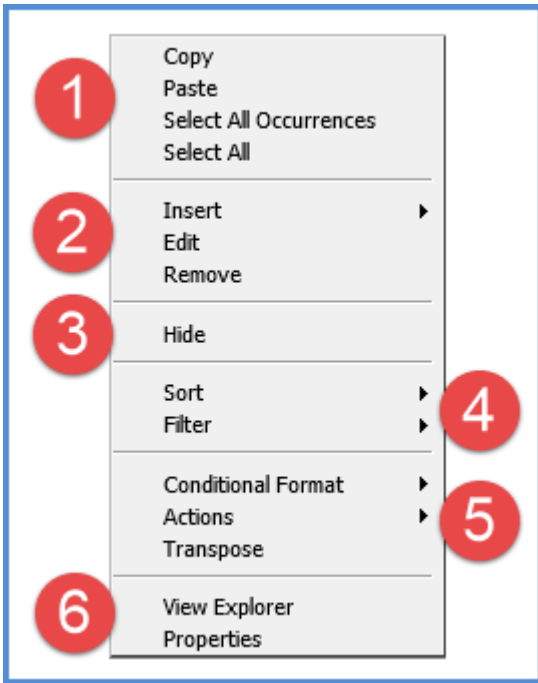 1
Copy
Paste
Select All Occurrences
Select All
2
Insert
Edit
Remove
3
Hide
Sort
Filter
4
Conditional Format
Actions
Transpose
5
6
View Explorer
Properties